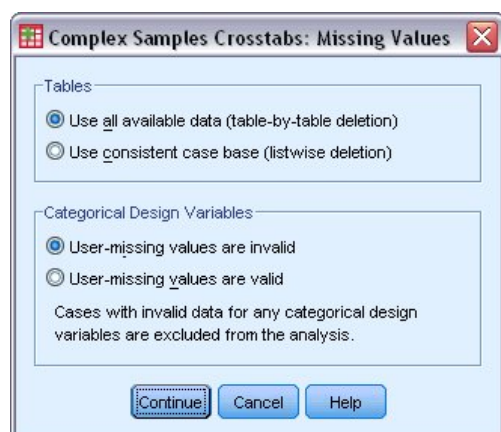 Complex Samples Crosstabs: Missing Values
Tables
Use all available data (table-by-table deletion)
Use consistent case base (listwise deletion)
Categorical Design Variables
User-missing values are invalid
User-missing values are valid
Cases with invalid data for any categorical design
variables are excluded from the analysis.
Continue Cancel Help